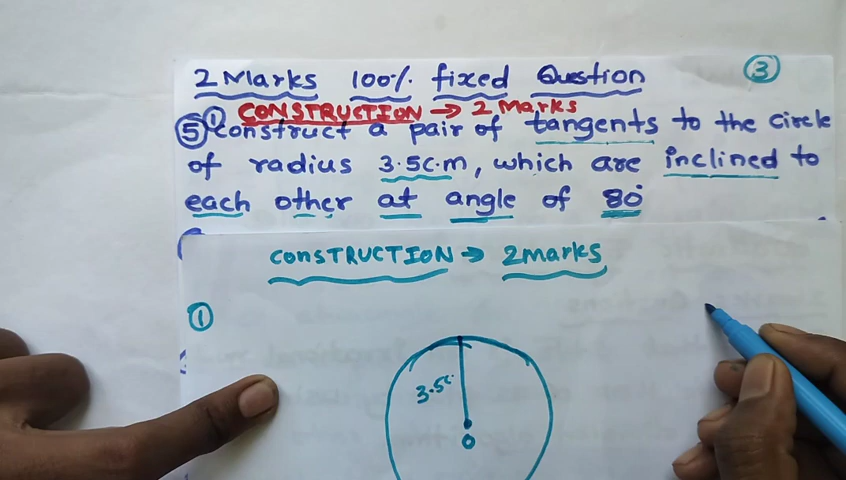 2 Marks 100% fixed Question
3
① CONSTRUCTION → 2 Marks
⑤ construct a pair of tangents to the circle
of radius 3.5c.m, which are inclined to
each other at angle of 80°
CONSTRUCTION → 2marks
①
3.5c
O